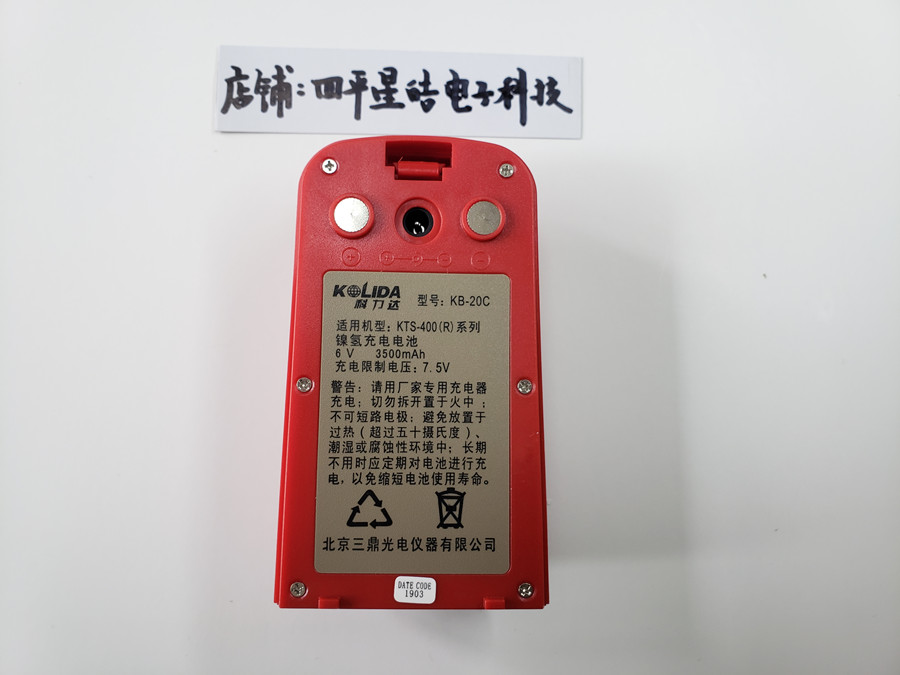 店铺：四平星皓电子科技
KOLIDA
科力达
型号：KB-20C
适用机型：KTS-400(R)系列
镍氢充电电池
6 V 3500mAh
充电限制电压：7.5V
警告：请用厂家专用充电器
充电；切勿拆开置于火中；
不可短路电极；避免放置于
过热（超过五十摄氏度）、
潮湿或腐蚀性环境中；长期
不用时应定期对电池进行充
电，以免缩短电池使用寿命。
北京三鼎光电仪器有限公司
DATE CODE
1903